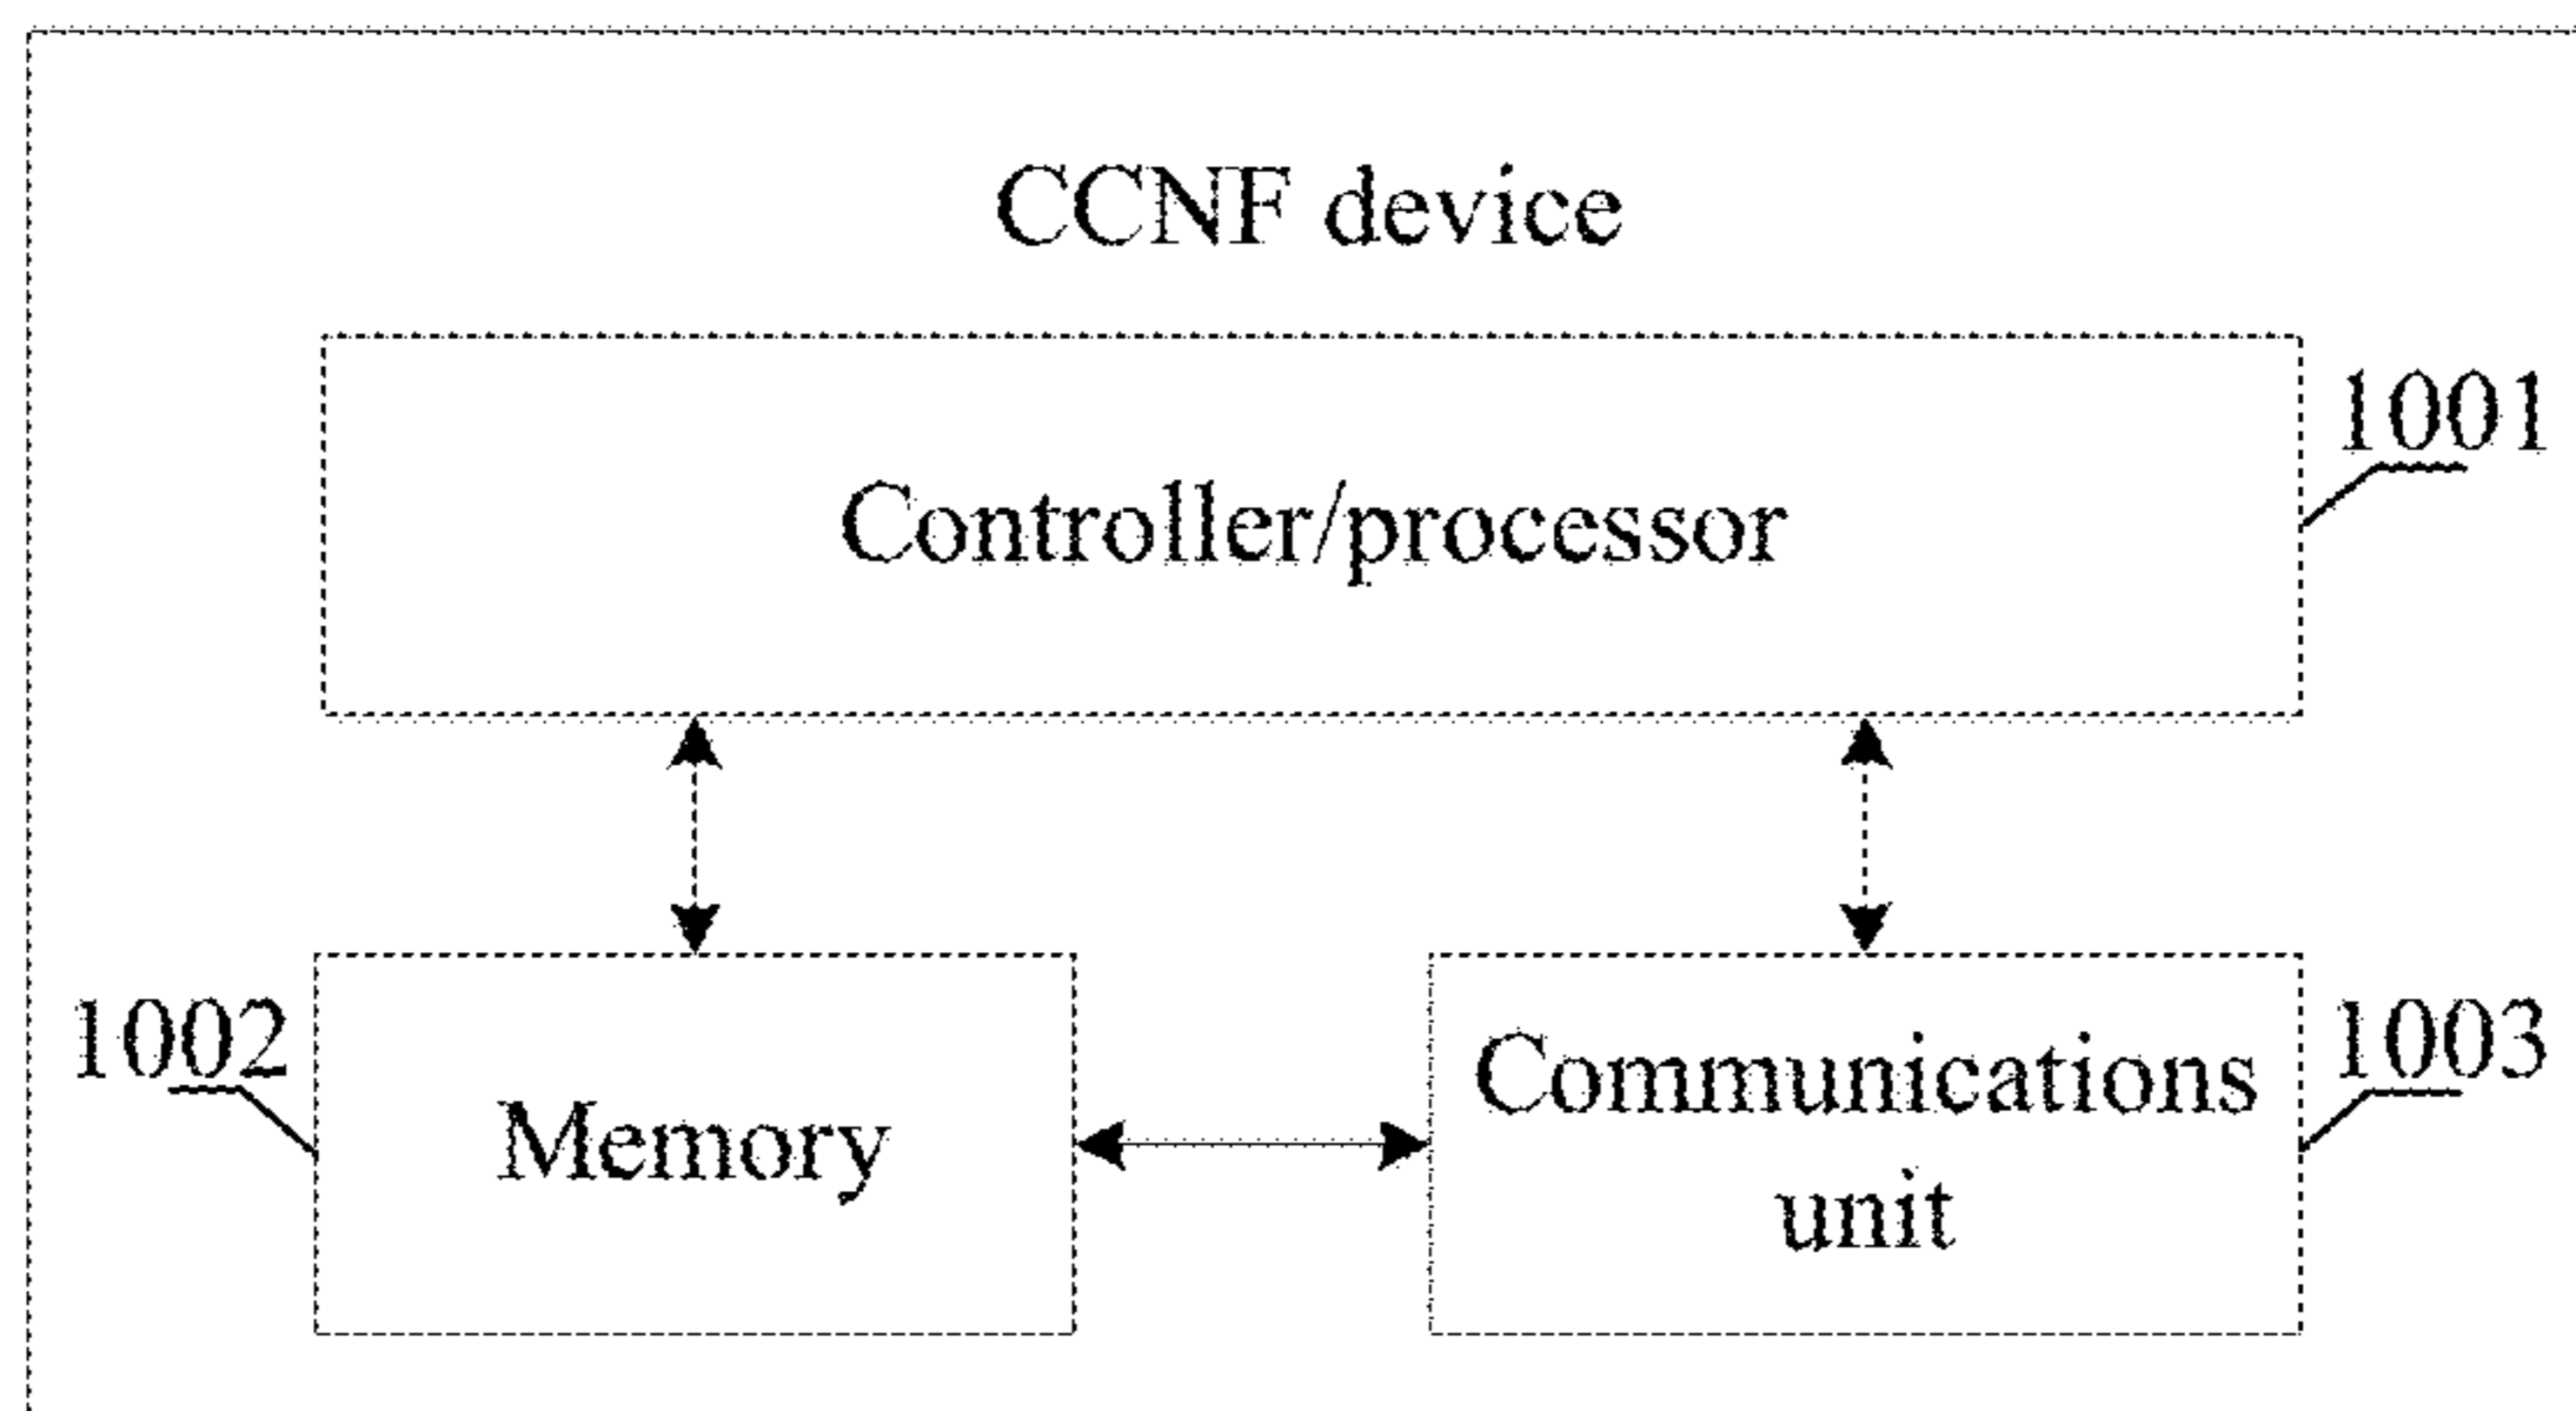 CCNF device
1001
Controller/processor
1002
Memory
1003
Communications
unit